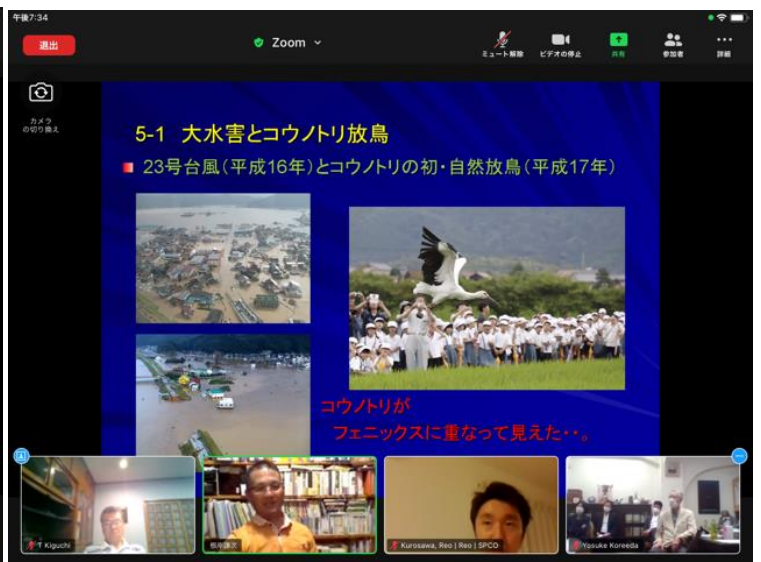 午後7:34
退出
Zoom
ミュート解除
ビデオの停止
共有
参加者
詳細
カメラ
の切り換え
5-1 大水害とコウノトリ放鳥
23号台風(平成16年)とコウノトリの初・自然放鳥(平成17年)
コウノトリが
フェニックスに重なって見えた・・。
T Kiguchi
Kurosawa, Reo | Reo | SPCO
Yosuke Koreeda